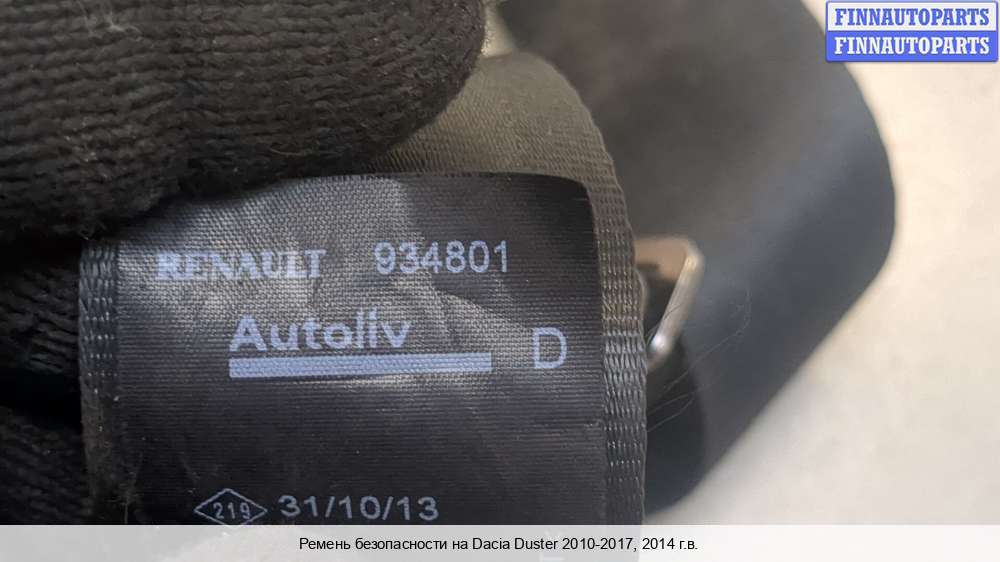 FINNAUTOPARTS
FINNAUTOPARTS
RENAULT 934801
Autoliv
D
219 31/10/13
Ремень безопасности на Dacia Duster 2010-2017, 2014 г.в.